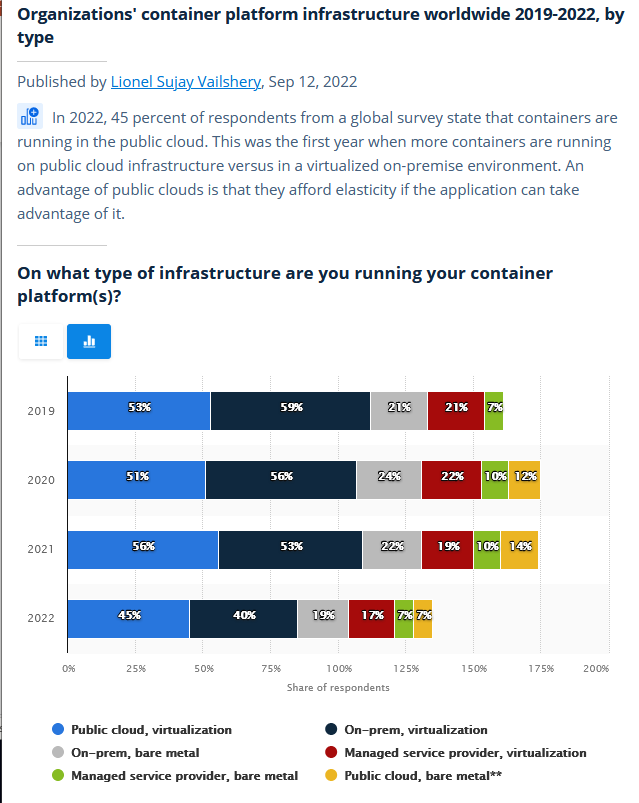 Organizations' container platform infrastructure worldwide 2019-2022, by
type
Published by Lionel Sujay Vailshery, Sep 12, 2022
In 2022, 45 percent of respondents from a global survey state that containers are
running in the public cloud. This was the first year when more containers are running
on public cloud infrastructure versus in a virtualized on-premise environment. An
advantage of public clouds is that they afford elasticity if the application can take
advantage of it.
On what type of infrastructure are you running your container
platform(s)?
2019 53% 59% 21% 21% 7%
2020 51% 56% 24% 22% 10% 12%
2021 56% 53% 22% 19% 10% 14%
2022 45% 40% 19% 17% 7% 7%
0% 25% 50% 75% 100% 125% 150% 175% 200%
Share of respondents
Public cloud, virtualization On-prem, virtualization
On-prem, bare metal Managed service provider, virtualization
Managed service provider, bare metal Public cloud, bare metal**